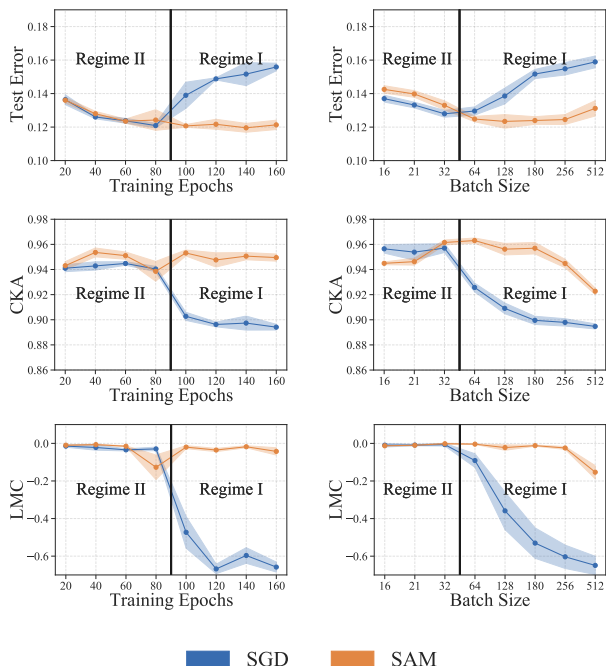 0.18 0.18
0.16 Regime II Regime I 0.16 Regime II Regime I
Test Error Test Error
0.14 0.14
0.12 0.12
0.10 0.10
20 40 60 80 100 120 140 160 16 21 32 64 128 180 256 512
Training Epochs Batch Size
0.98 0.98
0.96 0.96
0.94 0.94
CKA CKA
0.92 Regime II Regime I 0.92 Regime II Regime I
0.90 0.90
0.88 0.88
0.86 0.86
20 40 60 80 100 120 140 160 16 21 32 64 128 180 256 512
Training Epochs Batch Size
0.0 0.0
−0.2 Regime II Regime I −0.2 Regime II Regime I
LMC LMC
−0.4 −0.4
−0.6 −0.6
20 40 60 80 100 120 140 160 16 21 32 64 128 180 256 512
Training Epochs Batch Size
SGD SAM